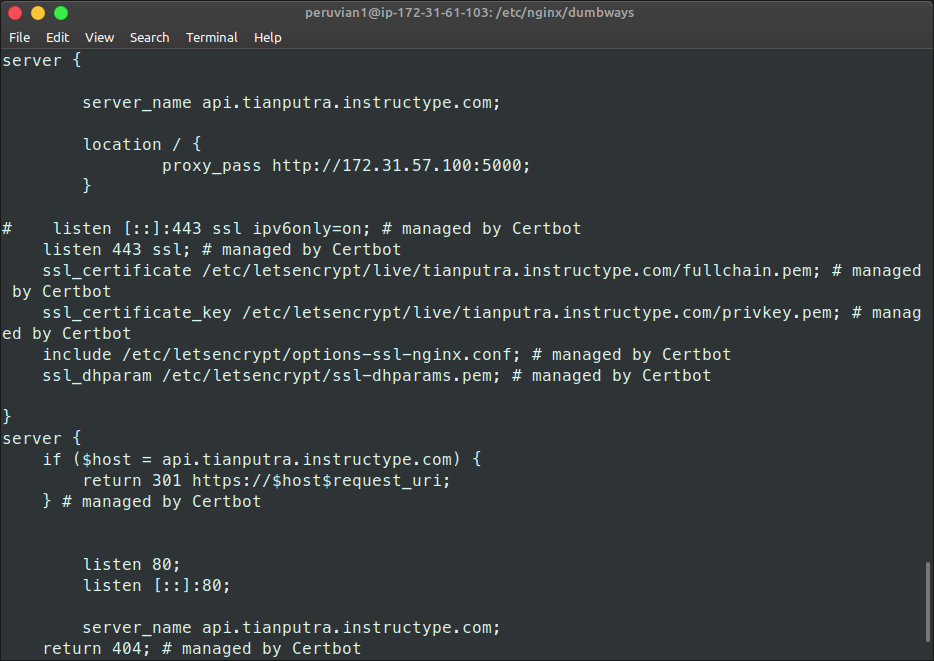 peruvian1@ip-172-31-61-103: /etc/nginx/dumbways
File Edit View Search Terminal Help
server {
server_name api.tianputra.instructype.com;
location / {
proxy_pass http://172.31.57.100:5000;
}
#    listen [::]:443 ssl ipv6only=on; # managed by Certbot
listen 443 ssl; # managed by Certbot
ssl_certificate /etc/letsencrypt/live/tianputra.instructype.com/fullchain.pem; # managed
by Certbot
ssl_certificate_key /etc/letsencrypt/live/tianputra.instructype.com/privkey.pem; # manag
ed by Certbot
include /etc/letsencrypt/options-ssl-nginx.conf; # managed by Certbot
ssl_dhparam /etc/letsencrypt/ssl-dhparams.pem; # managed by Certbot
}
server {
if ($host = api.tianputra.instructype.com) {
return 301 https://$host$request_uri;
} # managed by Certbot
listen 80;
listen [::]:80;
server_name api.tianputra.instructype.com;
return 404; # managed by Certbot